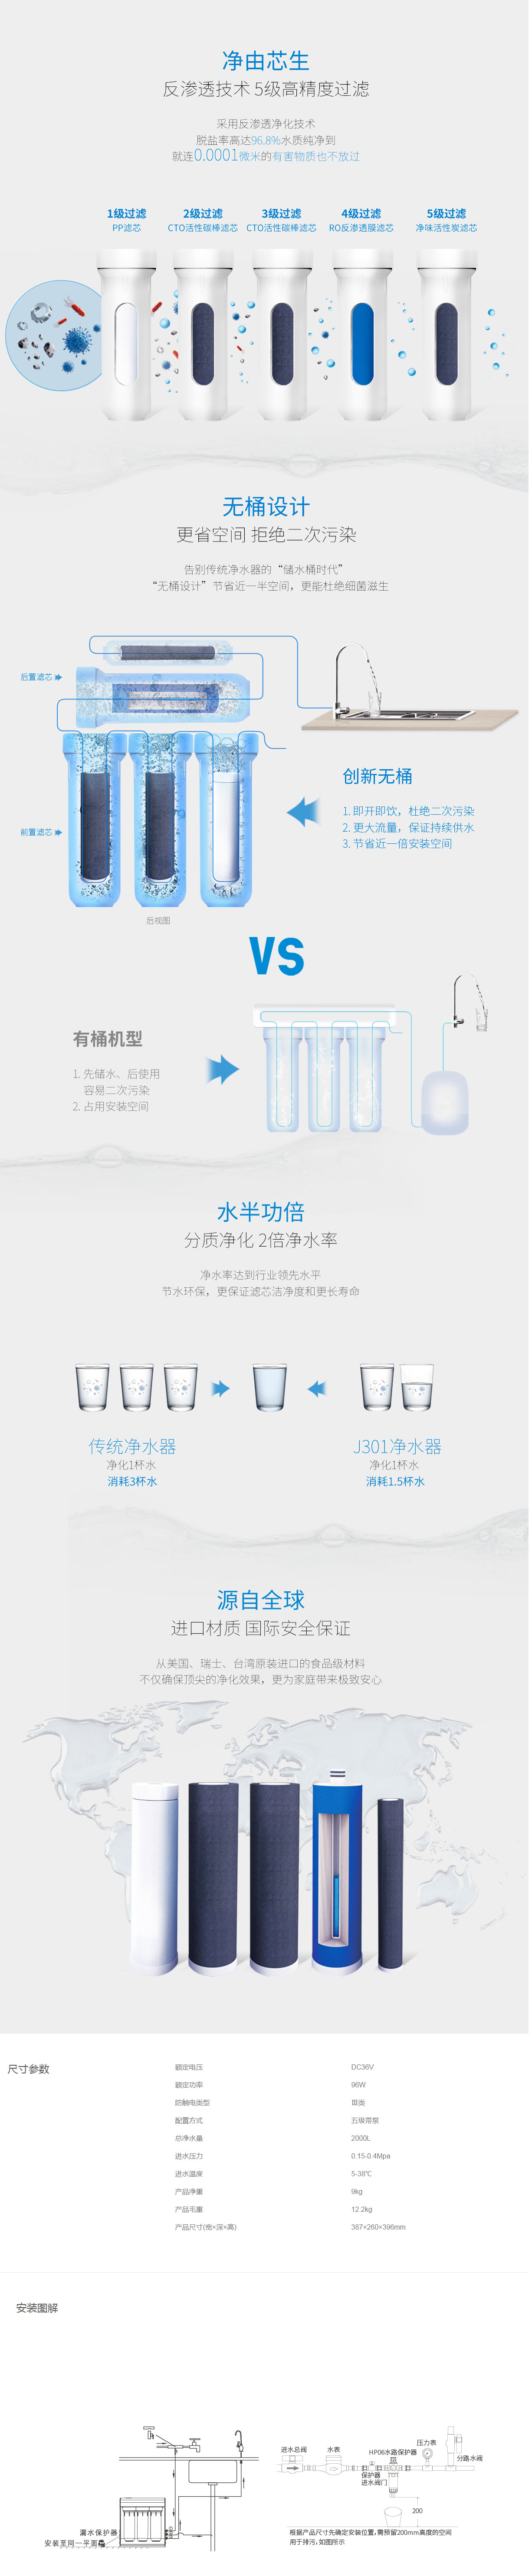 净由芯生
反渗透技术 5级高精度过滤
采用反渗透净化技术
脱盐率高达96.8%水质纯净到
就连0.0001微米的有害物质也不放过
1级过滤 2级过滤 3级过滤 4级过滤 5级过滤
PP滤芯 CTO活性碳棒滤芯 CTO活性碳棒滤芯 RO反渗透膜滤芯 净味活性炭滤芯
无桶设计
更省空间 拒绝二次污染
告别传统净水器的“储水桶时代”
“无桶设计”节省近一半空间，更能杜绝细菌滋生
后置滤芯
前置滤芯
后视图
创新无桶
1. 即开即饮，杜绝二次污染
2. 更大流量，保证持续供水
3. 节省近一倍安装空间
VS
有桶机型
1. 先储水、后使用
容易二次污染
2. 占用安装空间
水半功倍
分质净化 2倍净水率
净水率达到行业领先水平
节水环保，更保证滤芯洁净度和更长寿命
传统净水器
净化1杯水
消耗3杯水
J301净水器
净化1杯水
消耗1.5杯水
源自全球
进口材质 国际安全保证
从美国、瑞士、台湾原装进口的食品级材料
不仅确保顶尖的净化效果，更为家庭带来极致安心
尺寸参数
额定电压 DC36V
额定功率 96W
防触电类型 Ⅲ类
配置方式 五级带泵
总净水量 2000L
进水压力 0.15-0.4Mpa
进水温度 5-38℃
产品净重 9kg
产品毛重 12.2kg
产品尺寸(宽×深×高) 387×260×396mm
安装图解
漏水保护器
安装至同一平面
进水总阀
水表
HP06水路保护器
压力表
分路水阀
保护器
进水阀门
200
根据产品尺寸先确定安装位置,需预留200mm高度的空间
用于排污,如图所示